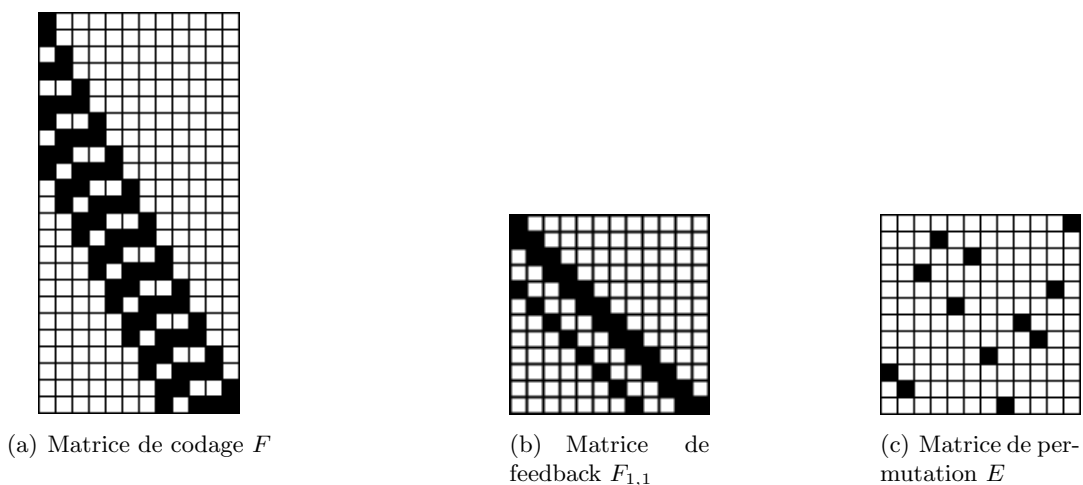 (a) Matrice de codage F
(b) Matrice de
feedback F1,1
(c) Matrice de per-
mutation E